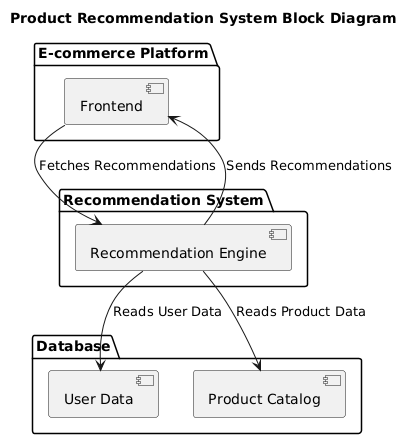 Product Recommendation System Block Diagram
E-commerce Platform
Frontend
Fetches Recommendations
Sends Recommendations
Recommendation System
Recommendation Engine
Reads User Data
Reads Product Data
Database
User Data
Product Catalog